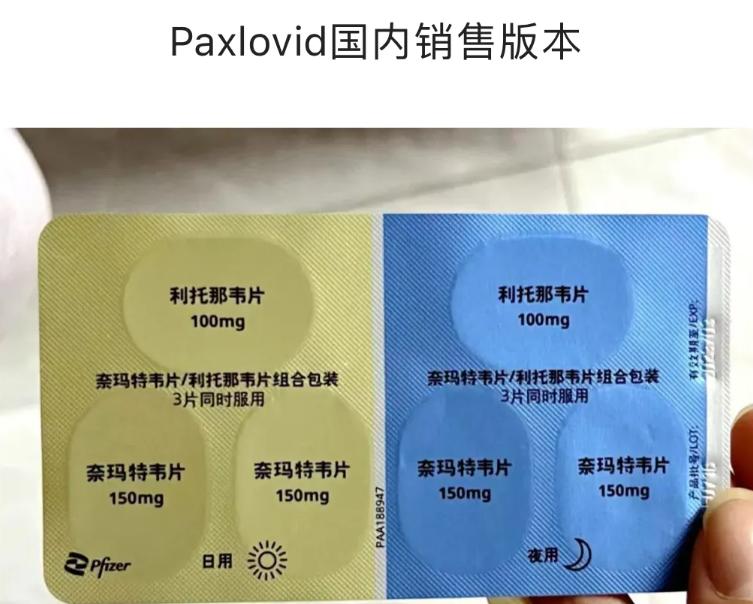 Paxlovid国内销售版本
利托那韦片
100mg
奈玛特韦片/利托那韦片组合包装
3片同时服用
奈玛特韦片
150mg
奈玛特韦片
150mg
Pfizer
日用
PAA188947
利托那韦片
100mg
奈玛特韦片/利托那韦片组合包装
3片同时服用
奈玛特韦片
150mg
奈玛特韦片
150mg
夜用
有效期至/EXP:
产品批号/LOT: